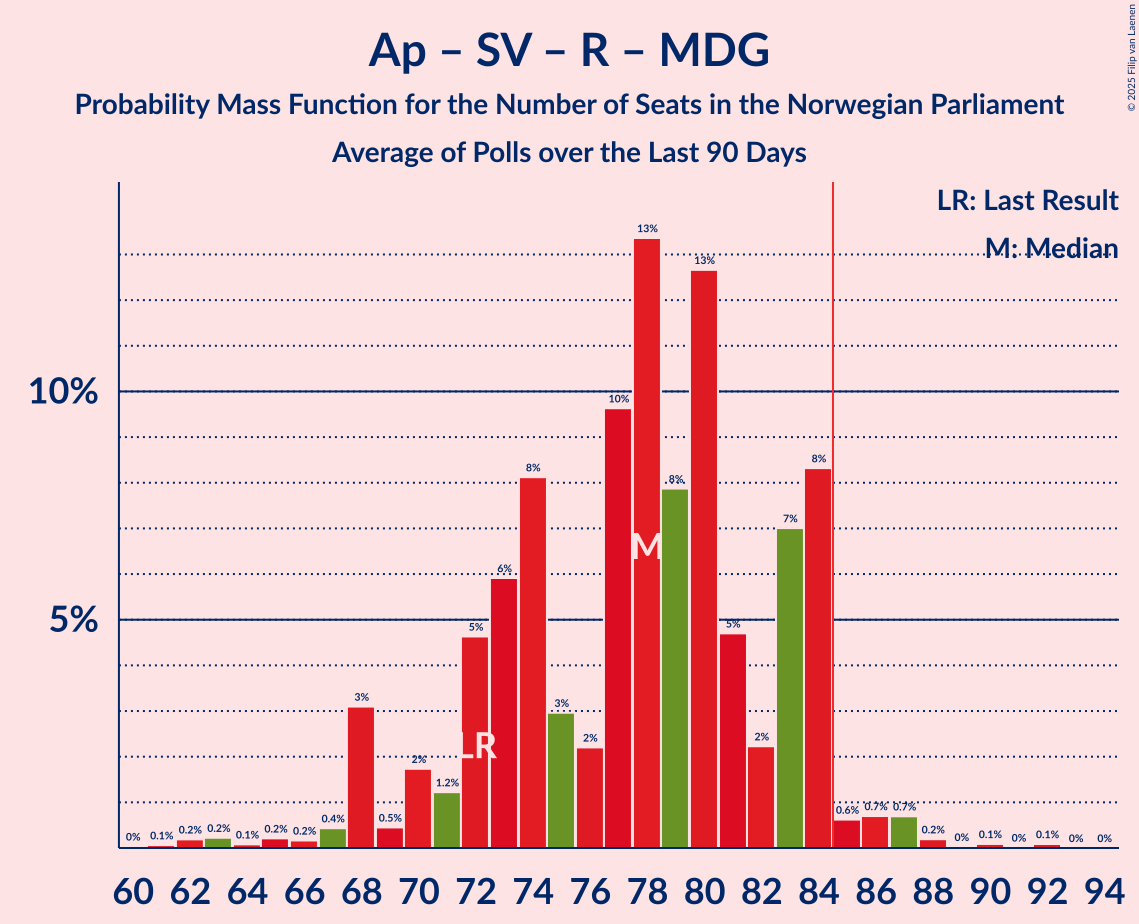 Ap – SV – R – MDG
Probability Mass Function for the Number of Seats in the Norwegian Parliament
Average of Polls over the Last 90 Days
© 2025 Filip van Laenen
LR: Last Result
M: Median
10%
5%
0% 0.1% 0.2% 0.2% 0.1% 0.2% 0.2% 0.4% 3% 0.5% 2% 1.2% 5% 6% 8% 3% 2% 10% 13% 8% 13% 5% 2% 7% 8% 0.6% 0.7% 0.7% 0.2% 0% 0.1% 0% 0.1% 0% 0%
M
LR
60 62 64 66 68 70 72 74 76 78 80 82 84 86 88 90 92 94